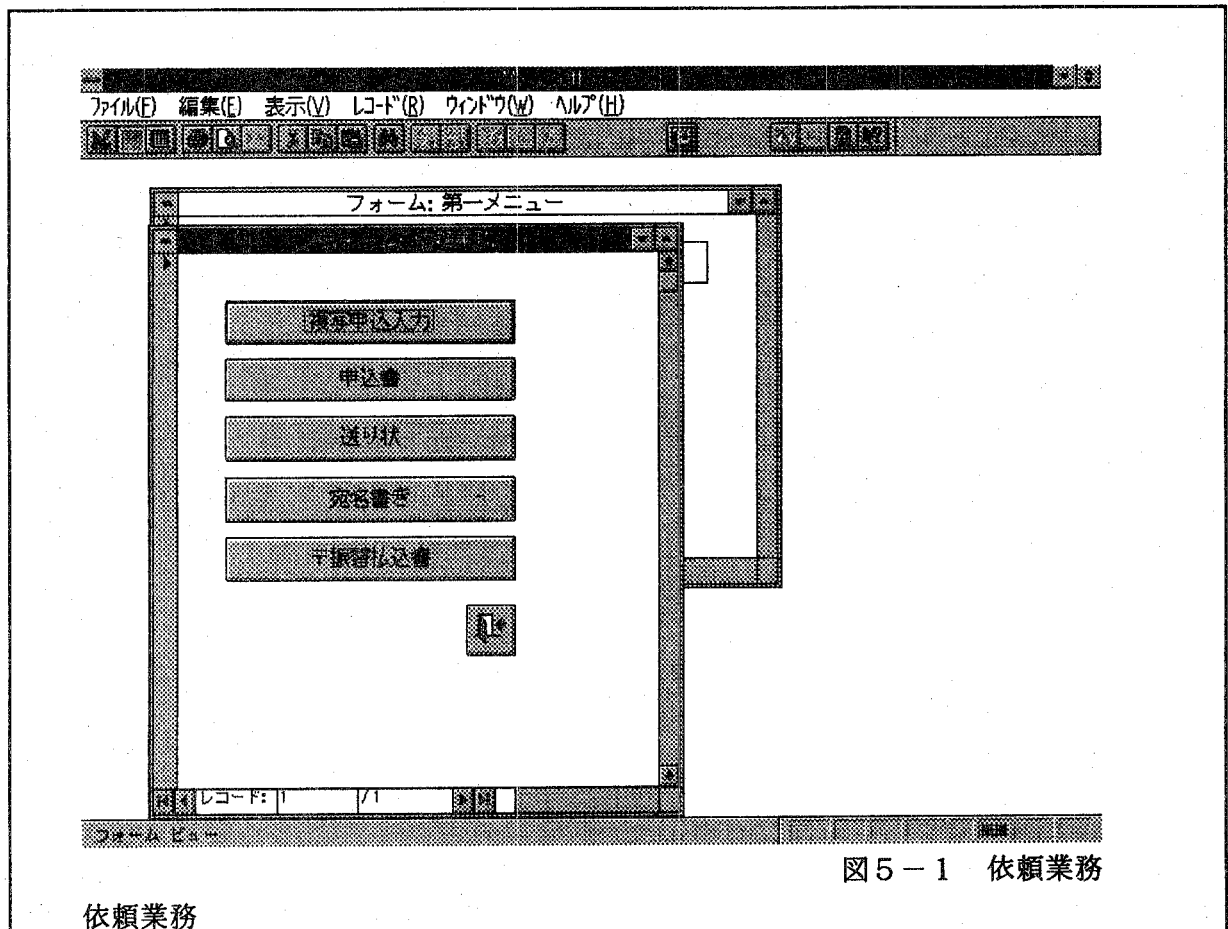 ファイル(F) 編集(E) 表示(V) レコード(R) ウィンドウ(W) ヘルプ(H)
フォーム: 第一メニュー
複写申込入力
申込書
送り状
宛名書き
〒振替払込書
レコード: 1 /1
フォーム ビュー
図5-1 依頼業務
依頼業務